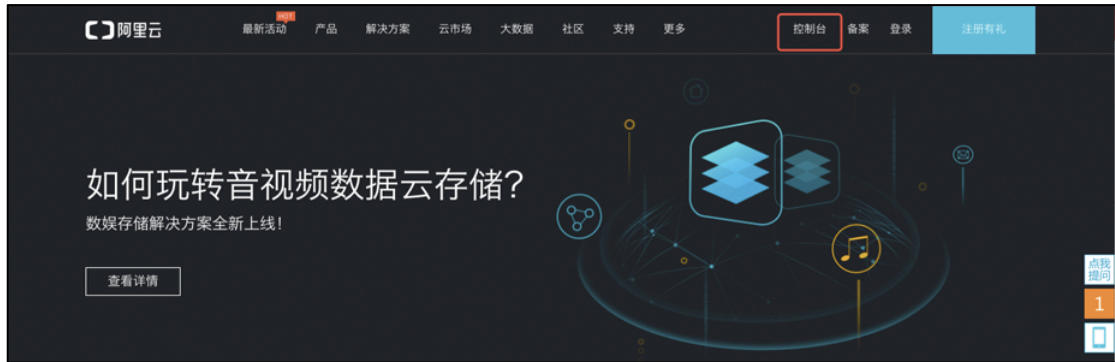 HOT
阿里云 最新活动 产品 解决方案 云市场 大数据 社区 支持 更多 控制台 备案 登录 注册有礼
如何玩转音视频数据云存储?
数娱存储解决方案全新上线!
查看详情
点我
提问
1